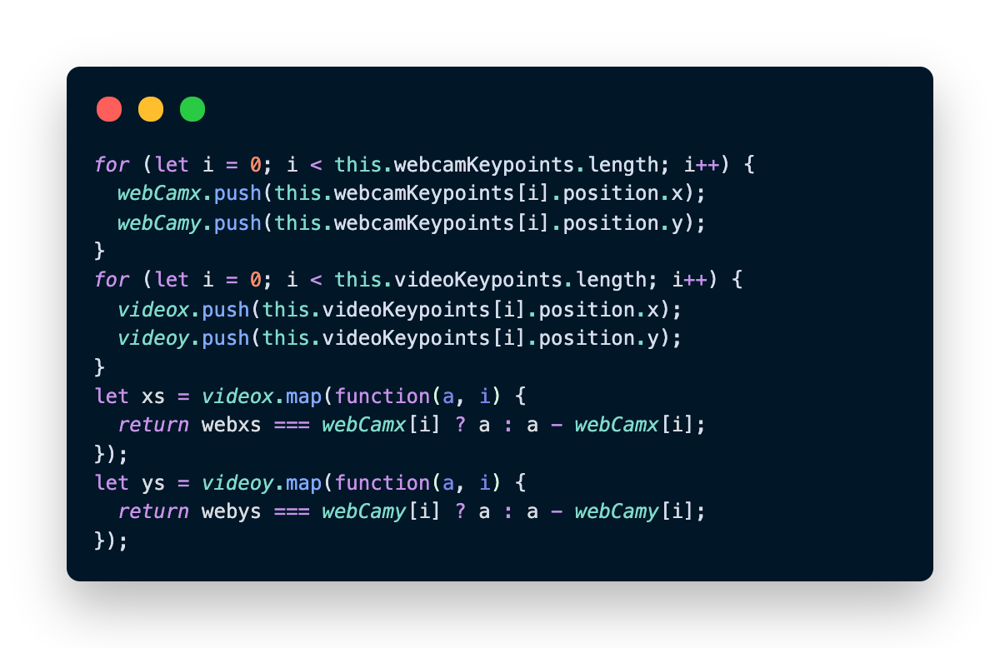 for (let i = 0; i < this.webcamKeypoints.length; i++) {
  webCamx.push(this.webcamKeypoints[i].position.x);
  webCamy.push(this.webcamKeypoints[i].position.y);
}
for (let i = 0; i < this.videoKeypoints.length; i++) {
  videox.push(this.videoKeypoints[i].position.x);
  videoy.push(this.videoKeypoints[i].position.y);
}
let xs = videox.map(function(a, i) {
  return webxs === webCamx[i] ? a : a - webCamx[i];
});
let ys = videoy.map(function(a, i) {
  return webys === webCamy[i] ? a : a - webCamy[i];
});